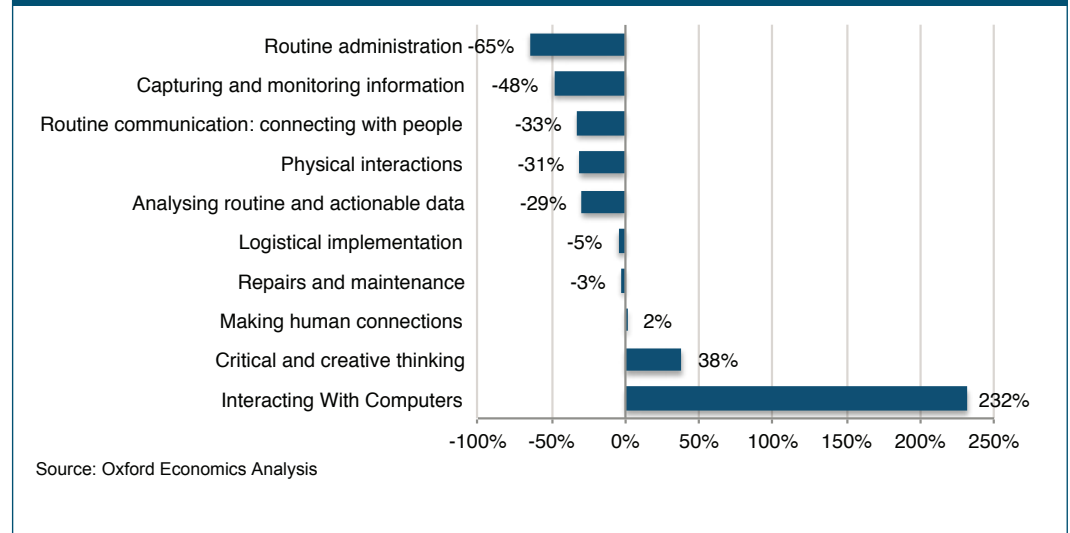 Routine administration -65%
Capturing and monitoring information -48%
Routine communication: connecting with people -33%
Physical interactions -31%
Analysing routine and actionable data -29%
Logistical implementation -5%
Repairs and maintenance -3%
Making human connections 2%
Critical and creative thinking 38%
Interacting With Computers 232%
-100% -50% 0% 50% 100% 150% 200% 250%
Source: Oxford Economics Analysis